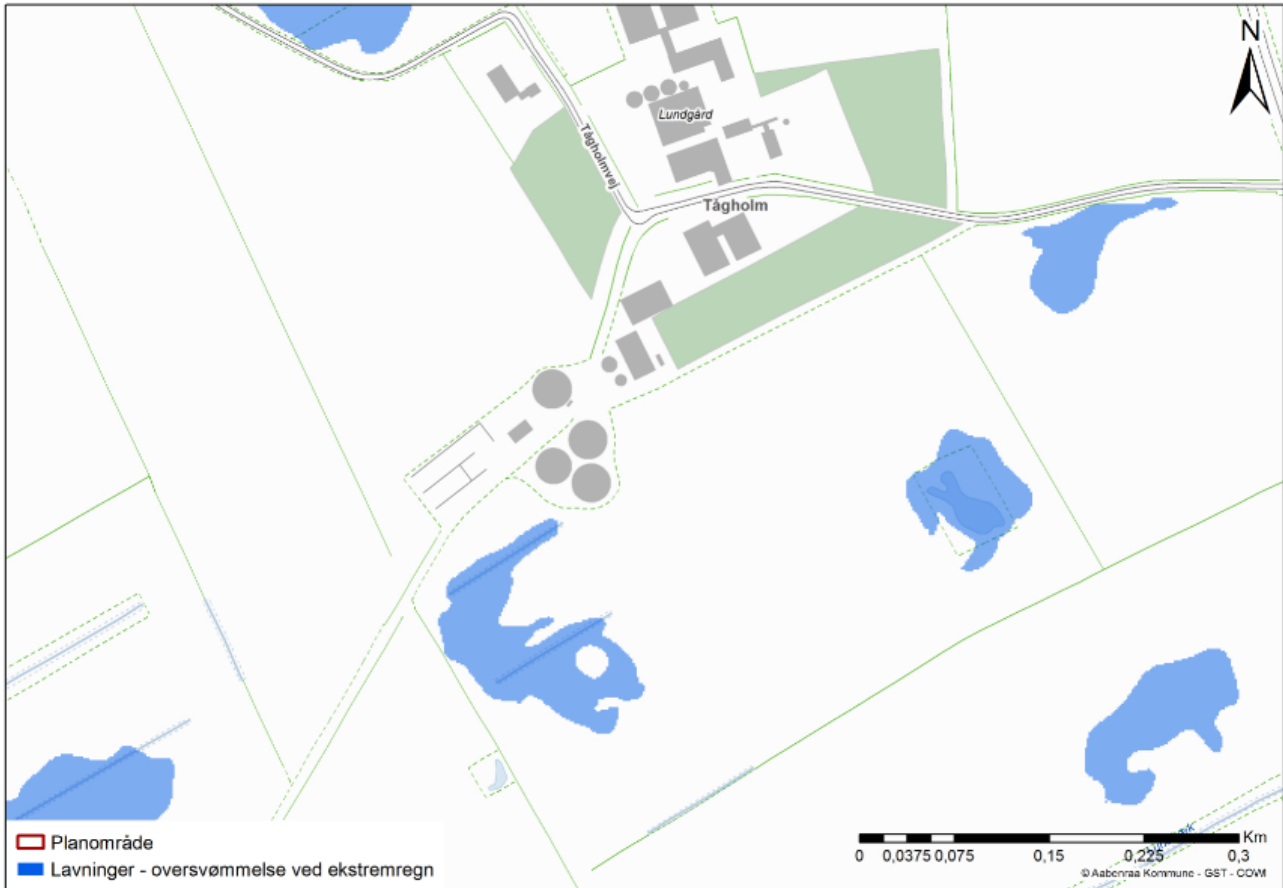 N
Lundgård
Tågholmvej
Tågholm
Planområde
Lavninger - oversvømmelse ved ekstremregn
Km
0 0,0375 0,075 0,15 0,225 0,3
© Aabenraa Kommune - GST - COWI